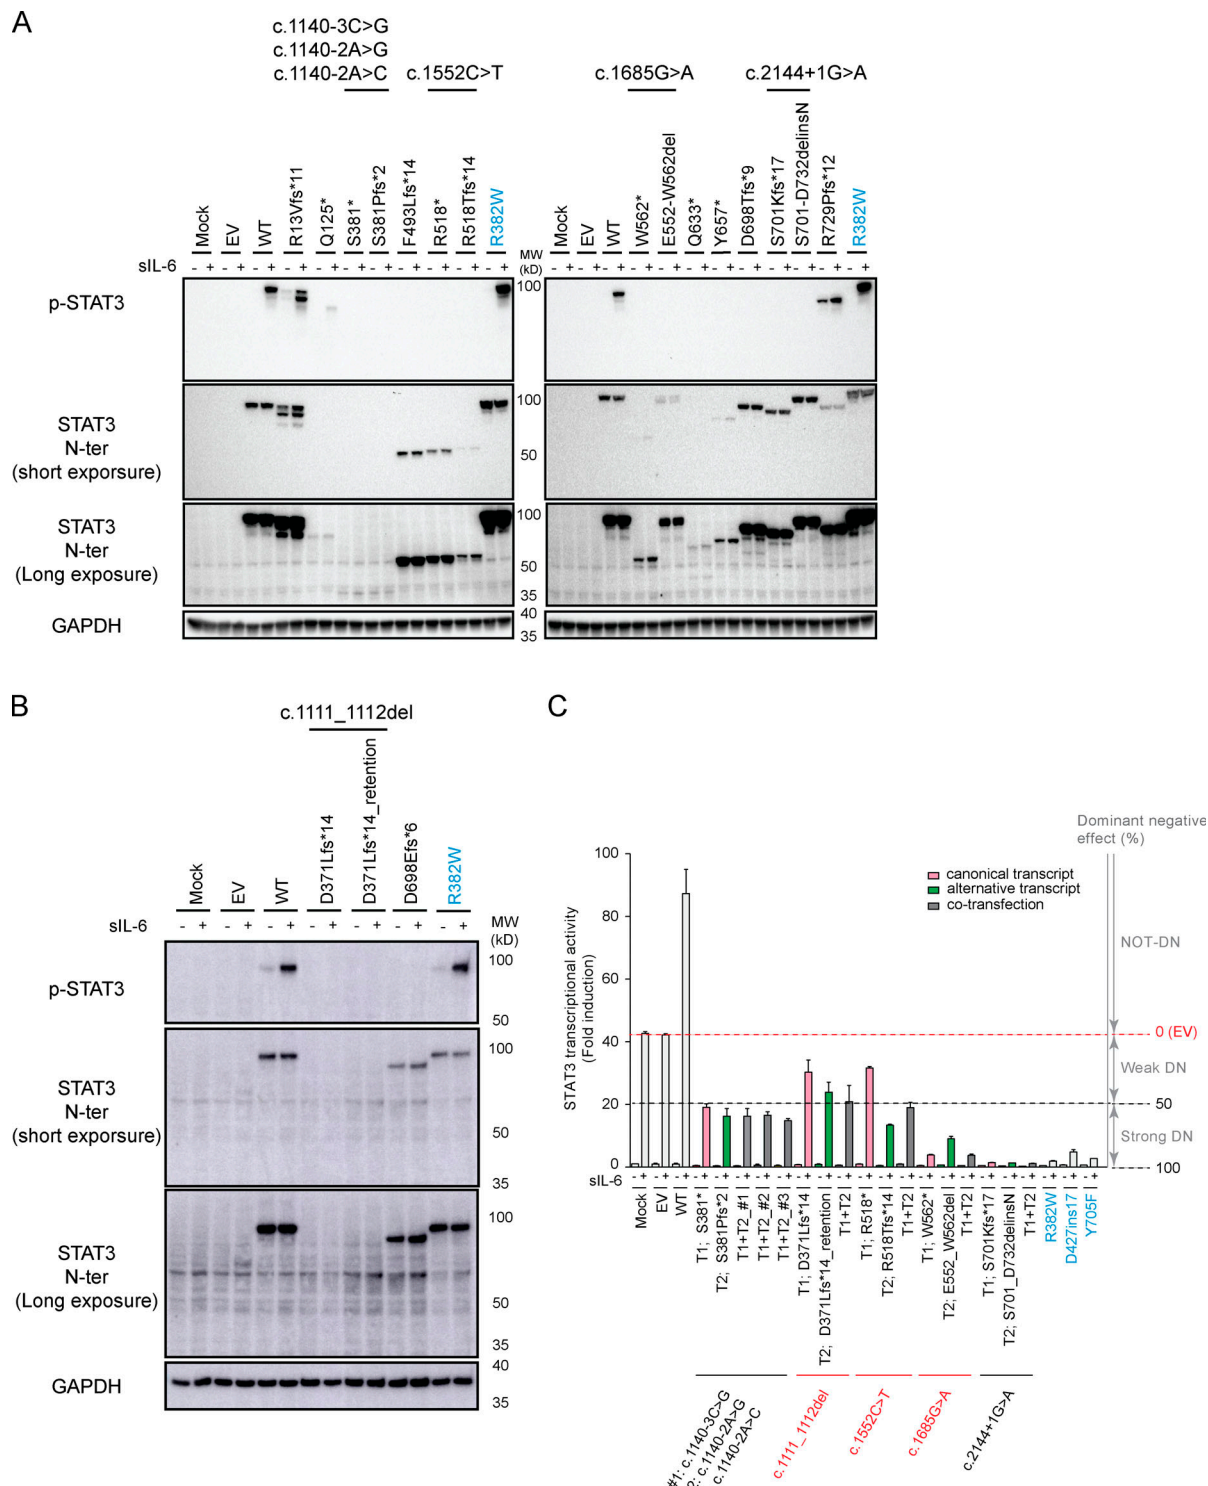 A
c.1140-3C>G
c.1140-2A>G
c.1140-2A>C
c.1552C>T
c.1685G>A
c.2144+1G>A
Mock
EV
WT
R13Vfs*11
Q125*
S381*
S381Pfs*2
F493Lfs*14
R518*
R518Tfs*14
R382W
Mock
EV
WT
W562*
E552-W562del
Q633*
Y657*
D698Tfs*9
S701Kfs*17
S701-D732delinsN
R729Pfs*12
R382W
sIL-6
- + - + - + - + - + - + - + - + - + - + - +
MW
(kD)
- + - + - + - + - + - + - + - + - + - + - + - +
p-STAT3
100
STAT3
N-ter
(short exporsure)
100
50
STAT3
N-ter
(Long exposure)
100
50
35
GAPDH
40
35
B
c.1111_1112del
Mock
EV
WT
D371Lfs*14
D371Lfs*14_retention
D698Efs*6
R382W
sIL-6
- + - + - + - + - + - + - +
MW
(kD)
p-STAT3
100
50
STAT3
N-ter
(short exporsure)
100
50
35
STAT3
N-ter
(Long exposure)
100
50
35
GAPDH
40
35
C
Dominant negative
effect (%)
canonical transcript
alternative transcript
co-transfection
STAT3 transcriptional activity
(Fold induction)
100
80
60
40
20
0
NOT-DN
0 (EV)
Weak DN
50
Strong DN
100
sIL-6
- + - + - + - + - + - + - + - + - + - + - + - + - + - + - + - + - + - + - + - + - + - +
Mock
EV
WT
T1; S381*
T2; S381Pfs*2
T1+T2_#1
T1+T2_#2
T1+T2_#3
T1; D371Lfs*14
T2; D371Lfs*14_retention
T1+T2
T1; R518*
T2; R518Tfs*14
T1+T2
T1; W562*
T2; E552_W562del
T1+T2
T1; S701Kfs*17
T2; S701_D732delinsN
T1+T2
R382W
D427ins17
Y705F
#1: c.1140-3C>G
2: c.1140-2A>G
c.1140-2A>C
c.1111_1112del
c.1552C>T
c.1685G>A
c.2144+1G>A